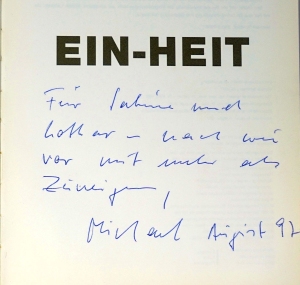 EIN-HEIT
Für Sabine und
Lothar – nach wie
vor mit mehr als
Zuneigung,
Michael August 97